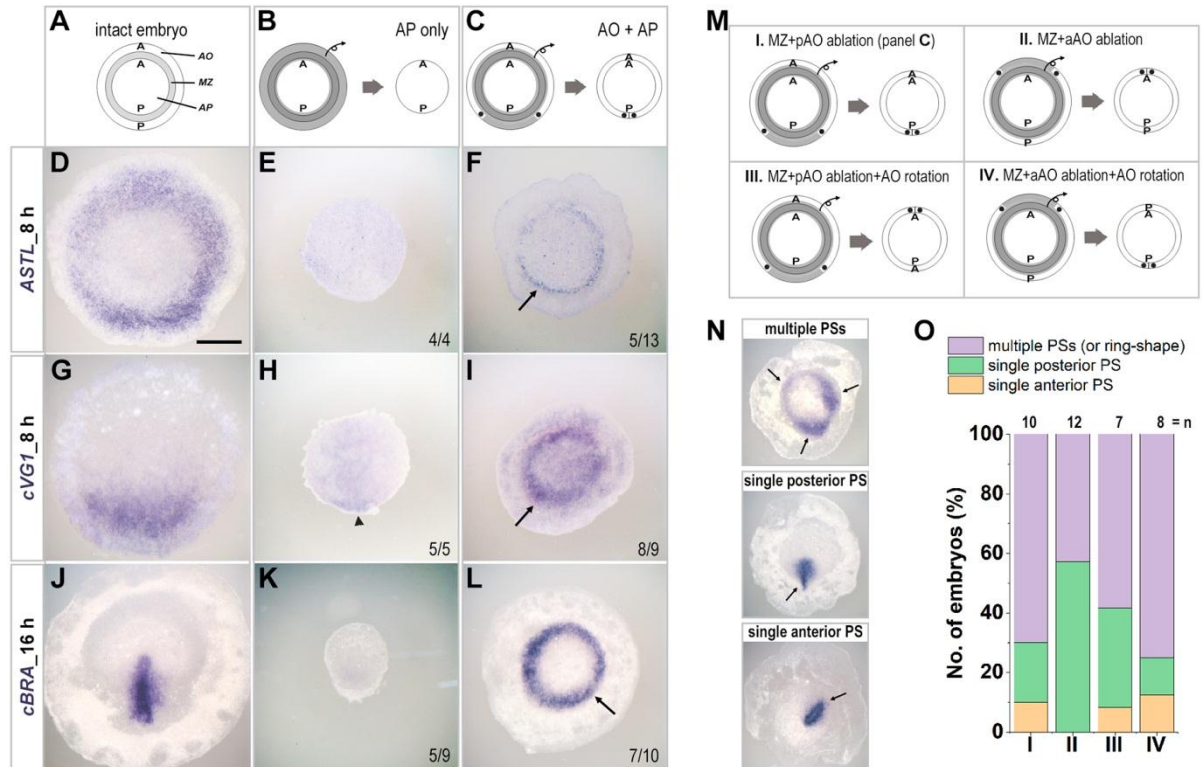 A
intact embryo
A
A
P
P
AO
MZ
AP
B
AP only
A
P
A
P
C
AO + AP
A
A
P
A
A
P
ASTL_8 h
D
E
4/4
F
5/13
cVG1_8 h
G
H
5/5
I
8/9
cBRA_16 h
J
K
5/9
L
7/10
M
I. MZ+pAO ablation (panel C)
A
A
P
A
A
P
II. MZ+aAO ablation
A
P
P
A
P
P
III. MZ+pAO ablation+AO rotation
A
A
P
A
P
A
IV. MZ+aAO ablation+AO rotation
A
P
P
P
A
P
N
multiple PSs
single posterior PS
single anterior PS
O
multiple PSs (or ring-shape)
single posterior PS
single anterior PS
10 12 7 8 = n
No. of embryos (%)
100
80
60
40
20
0
I II III IV